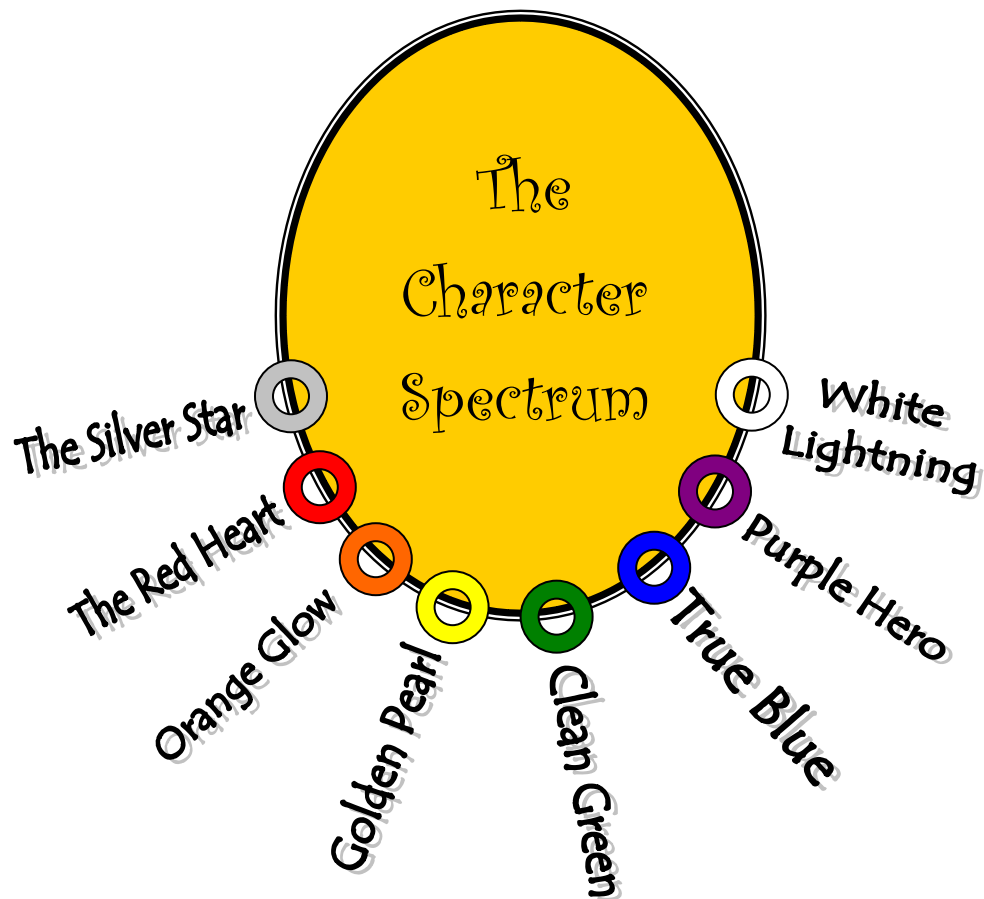 The
Character
Spectrum
The Silver Star
The Red Heart
Orange Glow
Golden Pearl
Clean Green
True Blue
Purple Hero
White
Lightning